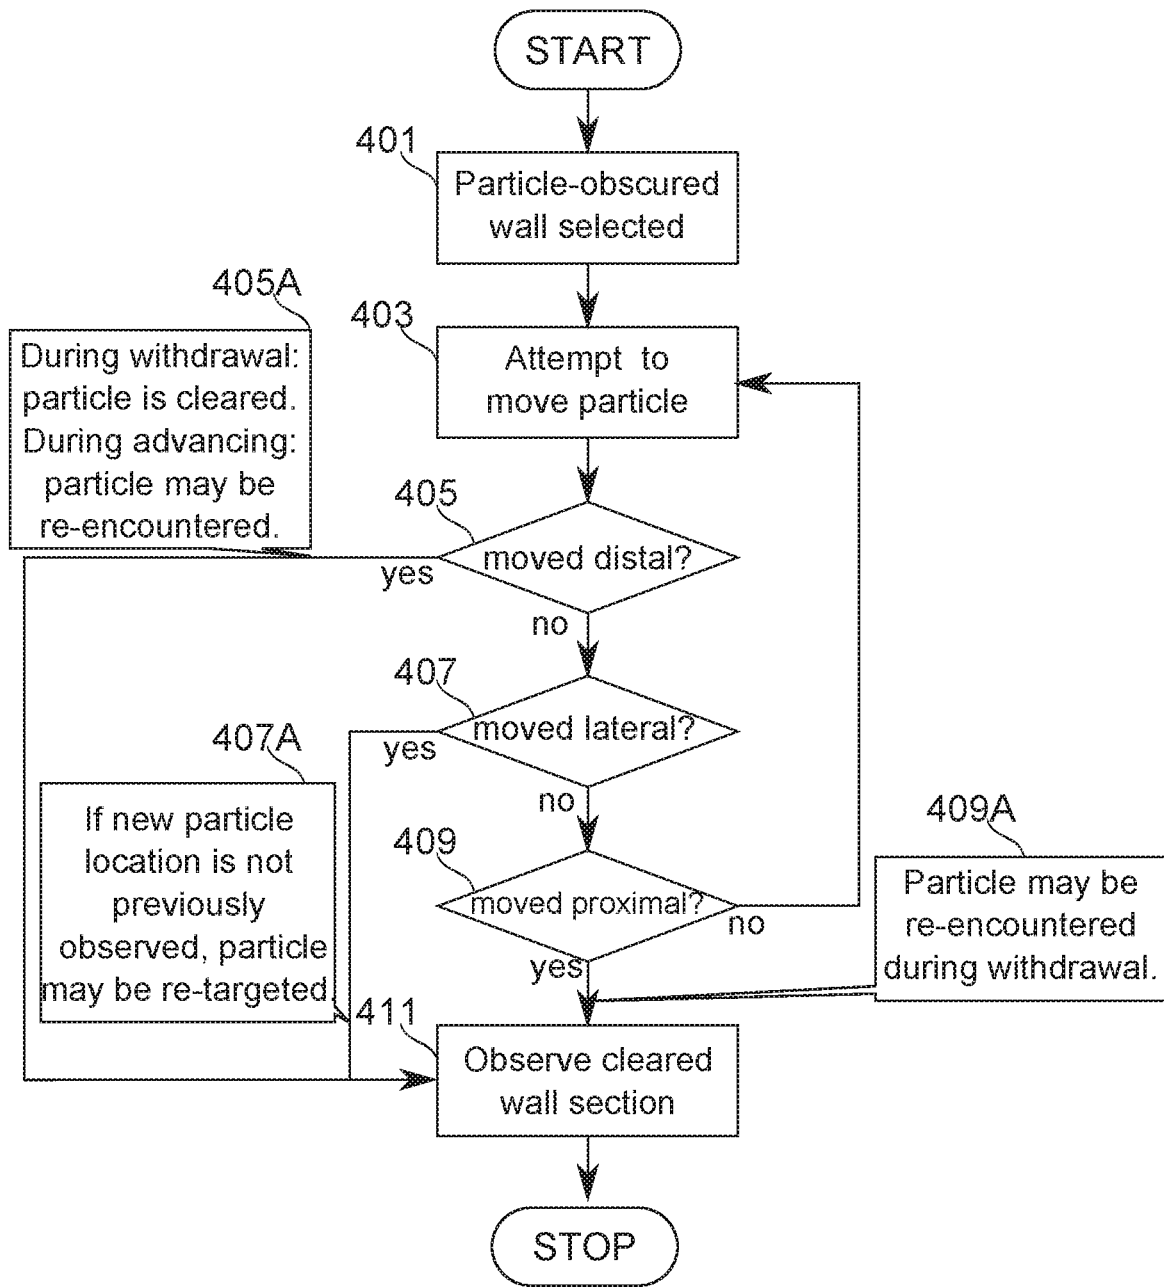 START
401
Particle-obscured
wall selected
405A
During withdrawal:
particle is cleared.
During advancing:
particle may be
re-encountered.
403
Attempt to
move particle
405
moved distal?
yes
no
407
moved lateral?
yes
no
407A
If new particle
location is not
previously
observed, particle
may be re-targeted.
409
moved proximal?
no
yes
409A
Particle may be
re-encountered
during withdrawal.
411
Observe cleared
wall section
STOP